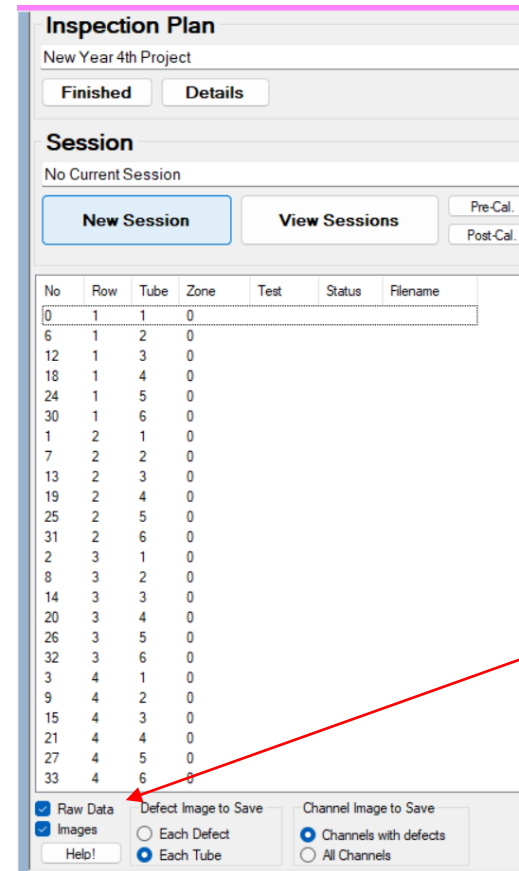 Inspection Plan
New Year 4th Project
Finished Details
Session
No Current Session
New Session View Sessions Pre-Cal.
Post-Cal.
No Row Tube Zone Test Status Filename
0 1 1 0
6 1 2 0
12 1 3 0
18 1 4 0
24 1 5 0
30 1 6 0
1 2 1 0
7 2 2 0
13 2 3 0
19 2 4 0
25 2 5 0
31 2 6 0
2 3 1 0
8 3 2 0
14 3 3 0
20 3 4 0
26 3 5 0
32 3 6 0
3 4 1 0
9 4 2 0
15 4 3 0
21 4 4 0
27 4 5 0
33 4 6 0
Raw Data Defect Image to Save Channel Image to Save
Images Each Defect Channels with defects
Help! Each Tube All Channels